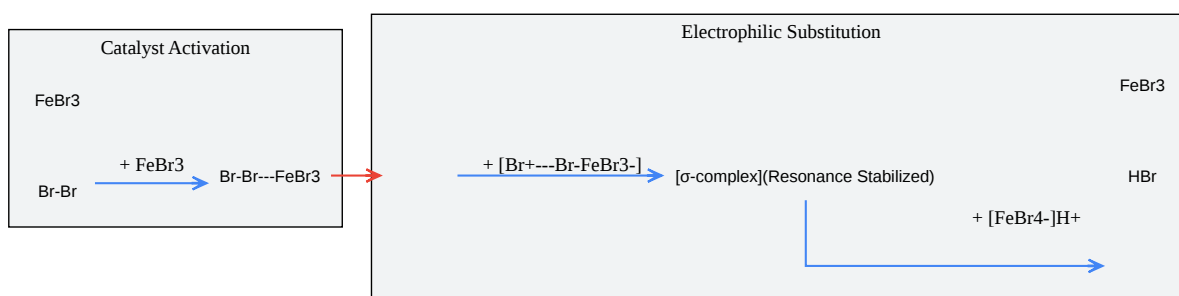 Catalyst Activation
FeBr3
Br-Br
+ FeBr3
Br-Br---FeBr3
Electrophilic Substitution
+ [Br+---Br-FeBr3-]
[σ-complex](Resonance Stabilized)
+ [FeBr4-]H+
FeBr3
HBr